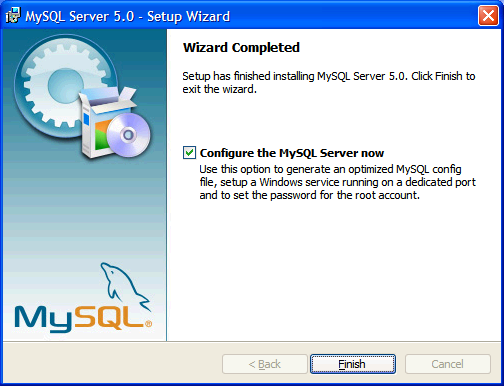 MySQL Server 5.0 - Setup Wizard
Wizard Completed
Setup has finished installing MySQL Server 5.0. Click Finish to
exit the wizard.
Configure the MySQL Server now
Use this option to generate an optimized MySQL config
file, setup a Windows service running on a dedicated port
and to set the password for the root account.
MySQL®
< Back
Finish
Cancel